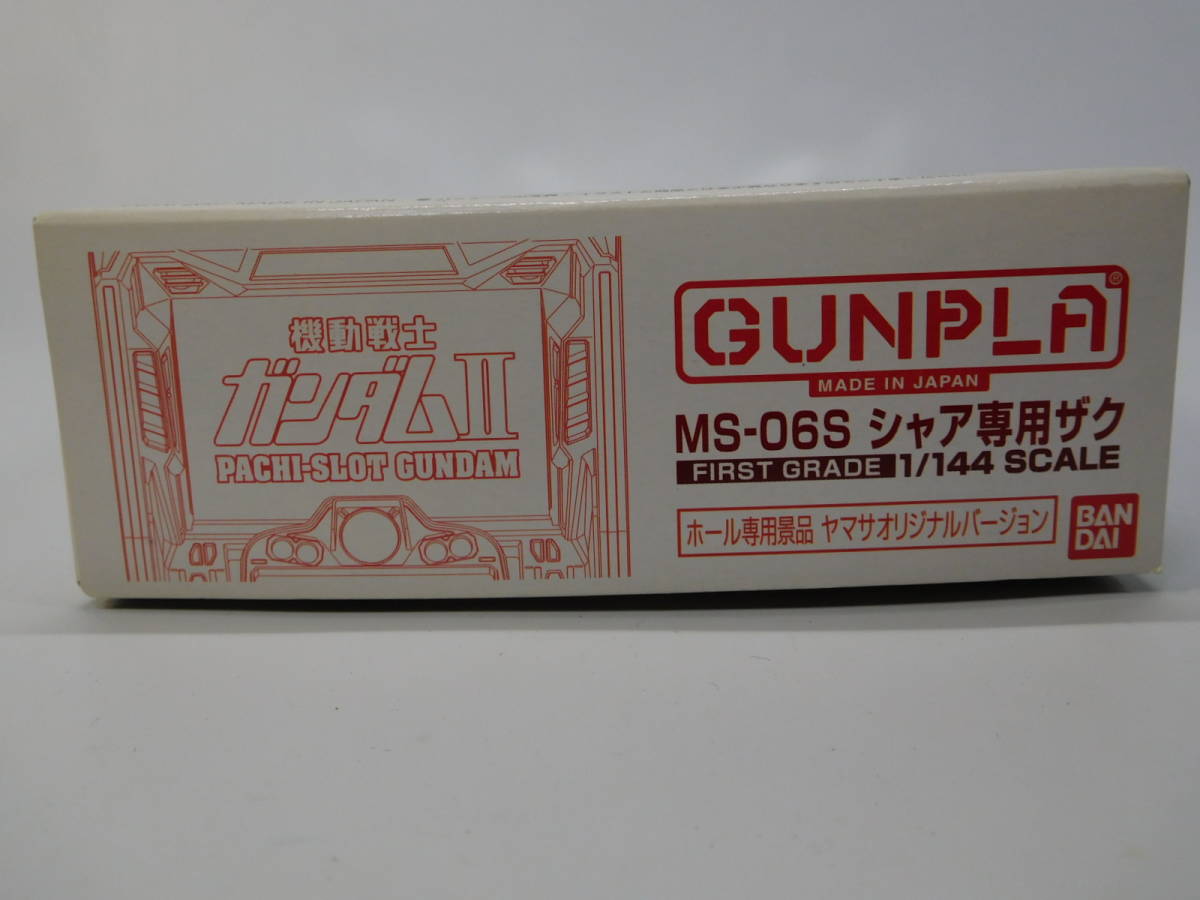 機動戦士
ガンダムII
PACHI-SLOT GUNDAM
GUNPLA®
MADE IN JAPAN
MS-06S シャア専用ザク
FIRST GRADE 1/144 SCALE
ホール専用景品 ヤマサオリジナルバージョン
BAN
DAI